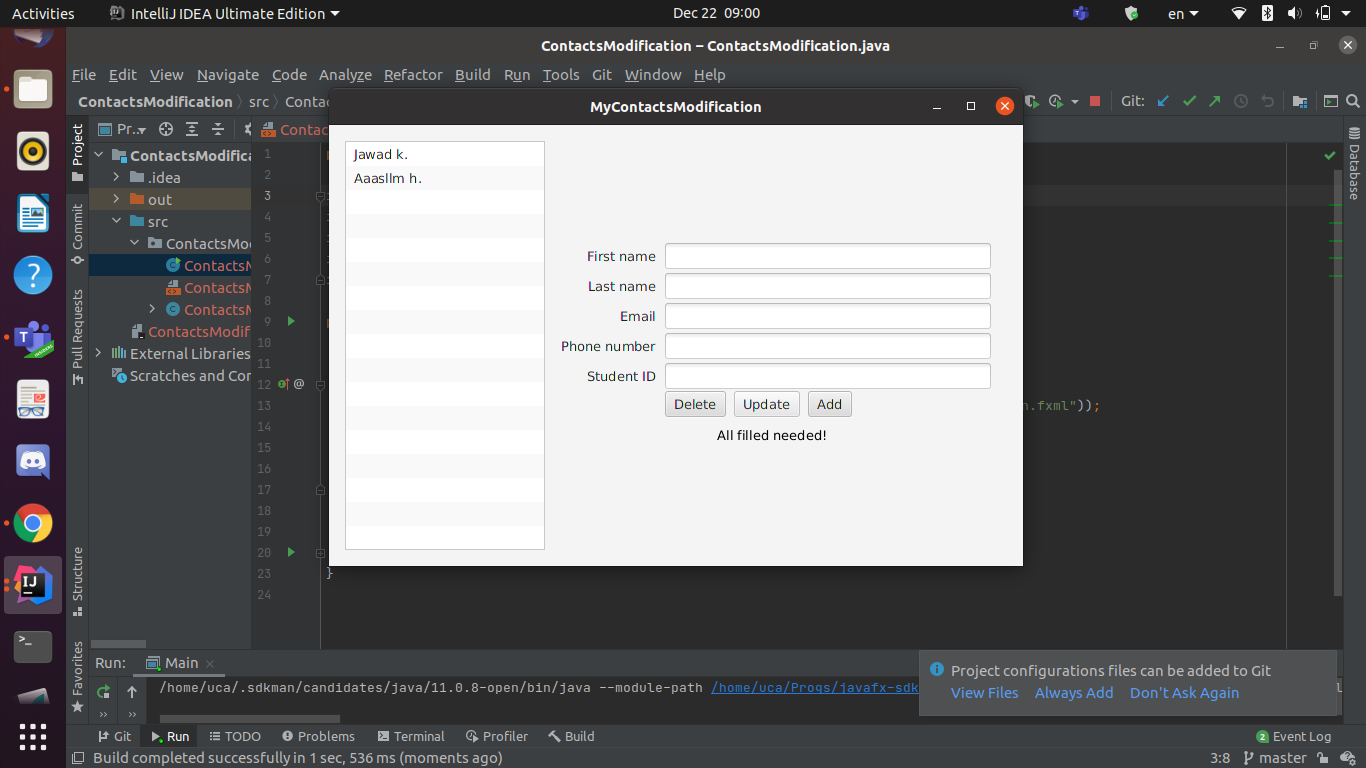 Activities IntelliJ IDEA Ultimate Edition Dec 22 09:00 en
ContactsModification – ContactsModification.java
File Edit View Navigate Code Analyze Refactor Build Run Tools Git Window Help
ContactsModification src Contac Git:
MyContactsModification
Project
Commit
Pull Requests
Structure
Favorites
Database
Pr... Contac
ContactsModifica
.idea
out
src
ContactsMo
ContactsM
ContactsM
ContactsM
ContactsModif
External Libraries
Scratches and Con
1
2
3
4
5
6
7
8
9
10
11
12 @
13 n.fxml"));
14
15
16
17
18
19
20
23 }
24
Jawad k.
Aaasllm h.
First name
Last name
Email
Phone number
Student ID
Delete Update Add
All filled needed!
Run: Main
/home/uca/.sdkman/candidates/java/11.0.8-open/bin/java --module-path /home/uca/Progs/javafx-sdk
Project configurations files can be added to Git
View Files Always Add Don't Ask Again
Git Run TODO Problems Terminal Profiler Build 2 Event Log
Build completed successfully in 1 sec, 536 ms (moments ago) 3:8 master